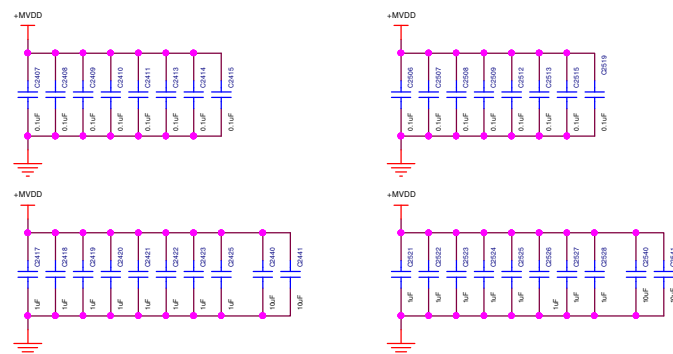 +MVDD
C2407
C2408
C2409
C2410
C2411
C2413
C2414
C2415
0.1uF
0.1uF
0.1uF
0.1uF
0.1uF
0.1uF
0.1uF
0.1uF
+MVDD
C2506
C2507
C2508
C2509
C2512
C2513
C2515
C2519
0.1uF
0.1uF
0.1uF
0.1uF
0.1uF
0.1uF
0.1uF
0.1uF
+MVDD
C2417
C2418
C2419
C2420
C2421
C2422
C2423
C2425
C2440
C2441
1uF
1uF
1uF
1uF
1uF
1uF
1uF
1uF
10uF
10uF
+MVDD
C2521
C2522
C2523
C2524
C2525
C2526
C2527
C2528
C2540
1uF
1uF
1uF
1uF
1uF
1uF
1uF
1uF
10uF
10uF